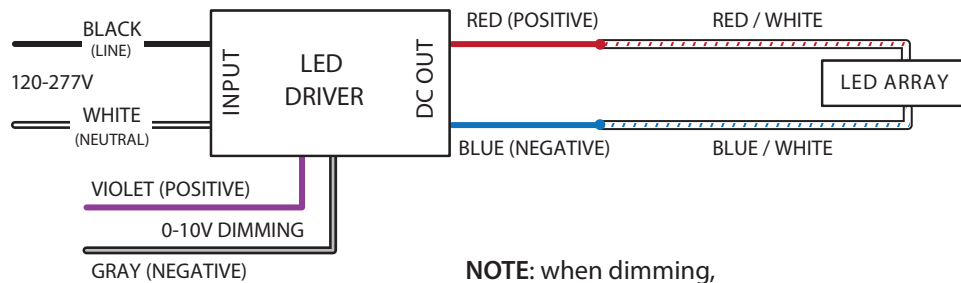 BLACK
(LINE)
120-277V
WHITE
(NEUTRAL)
INPUT
LED
DRIVER
DC OUT
RED (POSITIVE)
RED / WHITE
LED ARRAY
BLUE (NEGATIVE)
BLUE / WHITE
VIOLET (POSITIVE)
0-10V DIMMING
GRAY (NEGATIVE)
NOTE: when dimming,